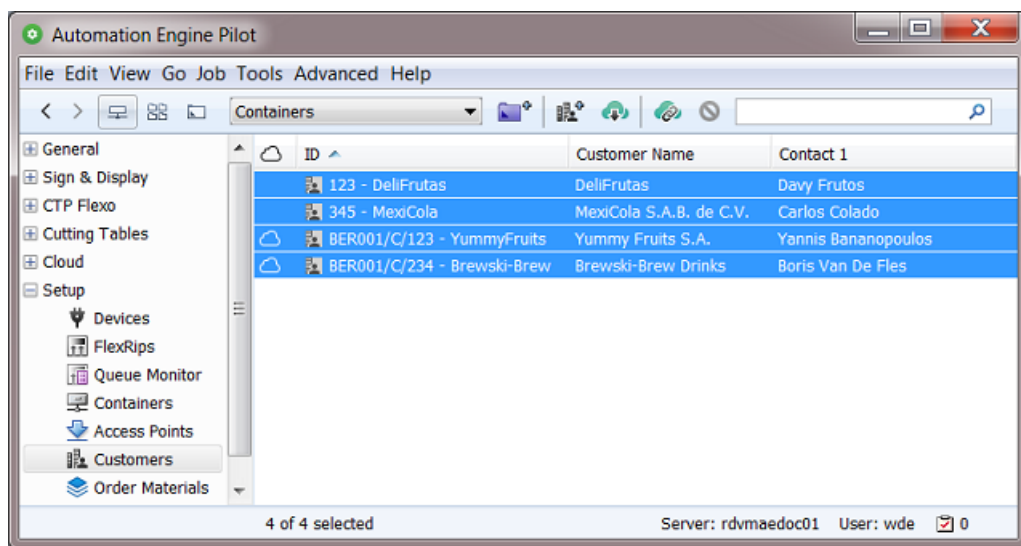 Automation Engine Pilot
File Edit View Go Job Tools Advanced Help
Containers
General
Sign & Display
CTP Flexo
Cutting Tables
Cloud
Setup
Devices
FlexRips
Queue Monitor
Containers
Access Points
Customers
Order Materials
ID Customer Name Contact 1
123 - DeliFrutas DeliFrutas Davy Frutos
345 - MexiCola MexiCola S.A.B. de C.V. Carlos Colado
BER001/C/123 - YummyFruits Yummy Fruits S.A. Yannis Bananopoulos
BER001/C/234 - Brewski-Brew Brewski-Brew Drinks Boris Van De Fles
4 of 4 selected Server: rdvmaedoc01 User: wde 0